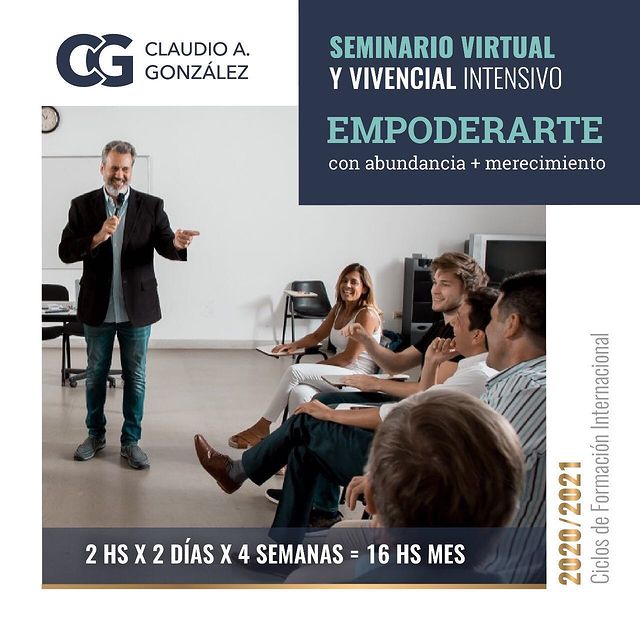 CG
CLAUDIO A.
GONZÁLEZ
SEMINARIO VIRTUAL
Y VIVENCIAL INTENSIVO
EMPODERARTE
con abundancia + merecimiento
2 HS X 2 DÍAS X 4 SEMANAS = 16 HS MES
2020/2021
Ciclos de Formación Internacional